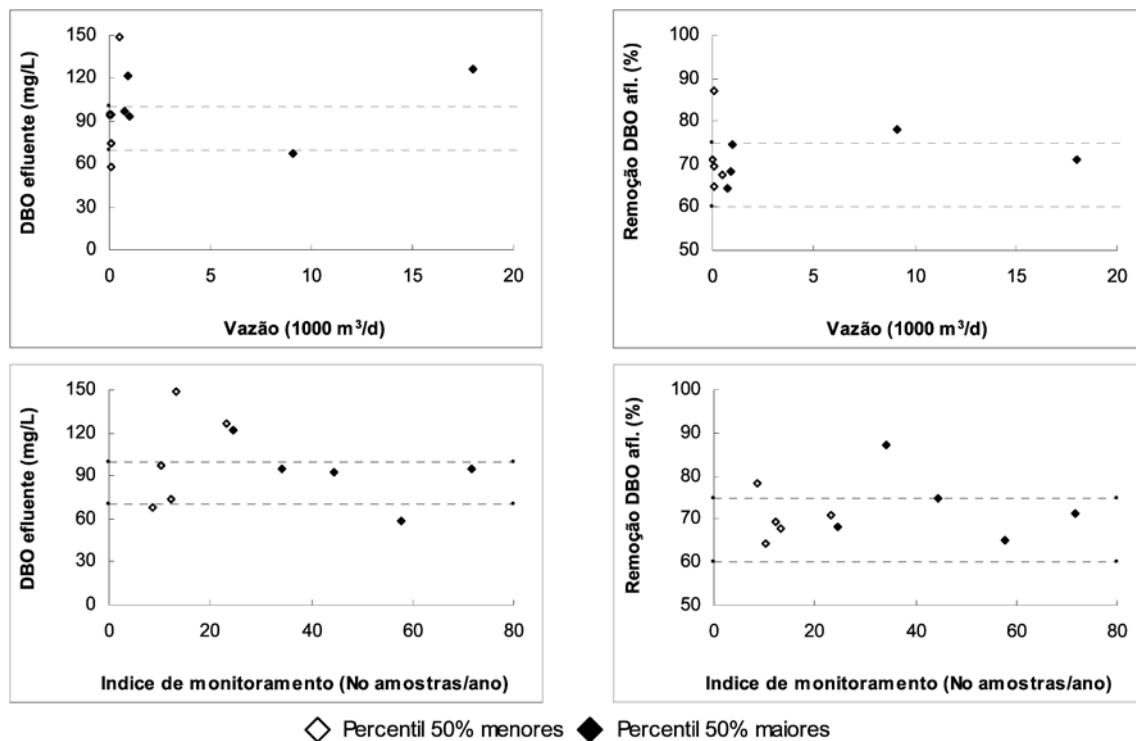 DBO efluente (mg/L)
150
120
90
60
30
0
0 5 10 15 20
Vazão (1000 m³/d)
Remoção DBO afl. (%)
100
90
80
70
60
50
0 5 10 15 20
Vazão (1000 m³/d)
DBO efluente (mg/L)
150
120
90
60
30
0
0 20 40 60 80
Indice de monitoramento (No amostras/ano)
Remoção DBO afl. (%)
100
90
80
70
60
50
0 20 40 60 80
Indice de monitoramento (No amostras/ano)
Percentil 50% menores Percentil 50% maiores